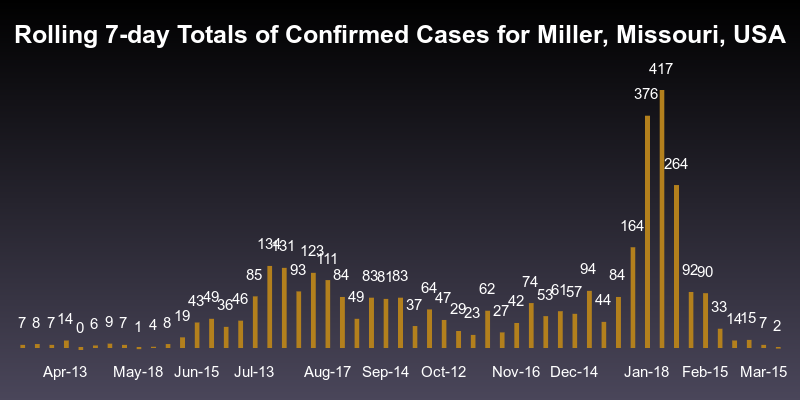 Rolling 7-day Totals of Confirmed Cases for Miller, Missouri, USA
7 8 7 14 0 6 9 7 1 4 8 19 43 49 36 46 85 134 131 93 123 111 84 49 83 81 83 37 64 47 29 23 62 27 42 74 53 61 57 94 44 84 164 376 417 264 92 90 33 14 15 7 2
Apr-13 May-18 Jun-15 Jul-13 Aug-17 Sep-14 Oct-12 Nov-16 Dec-14 Jan-18 Feb-15 Mar-15